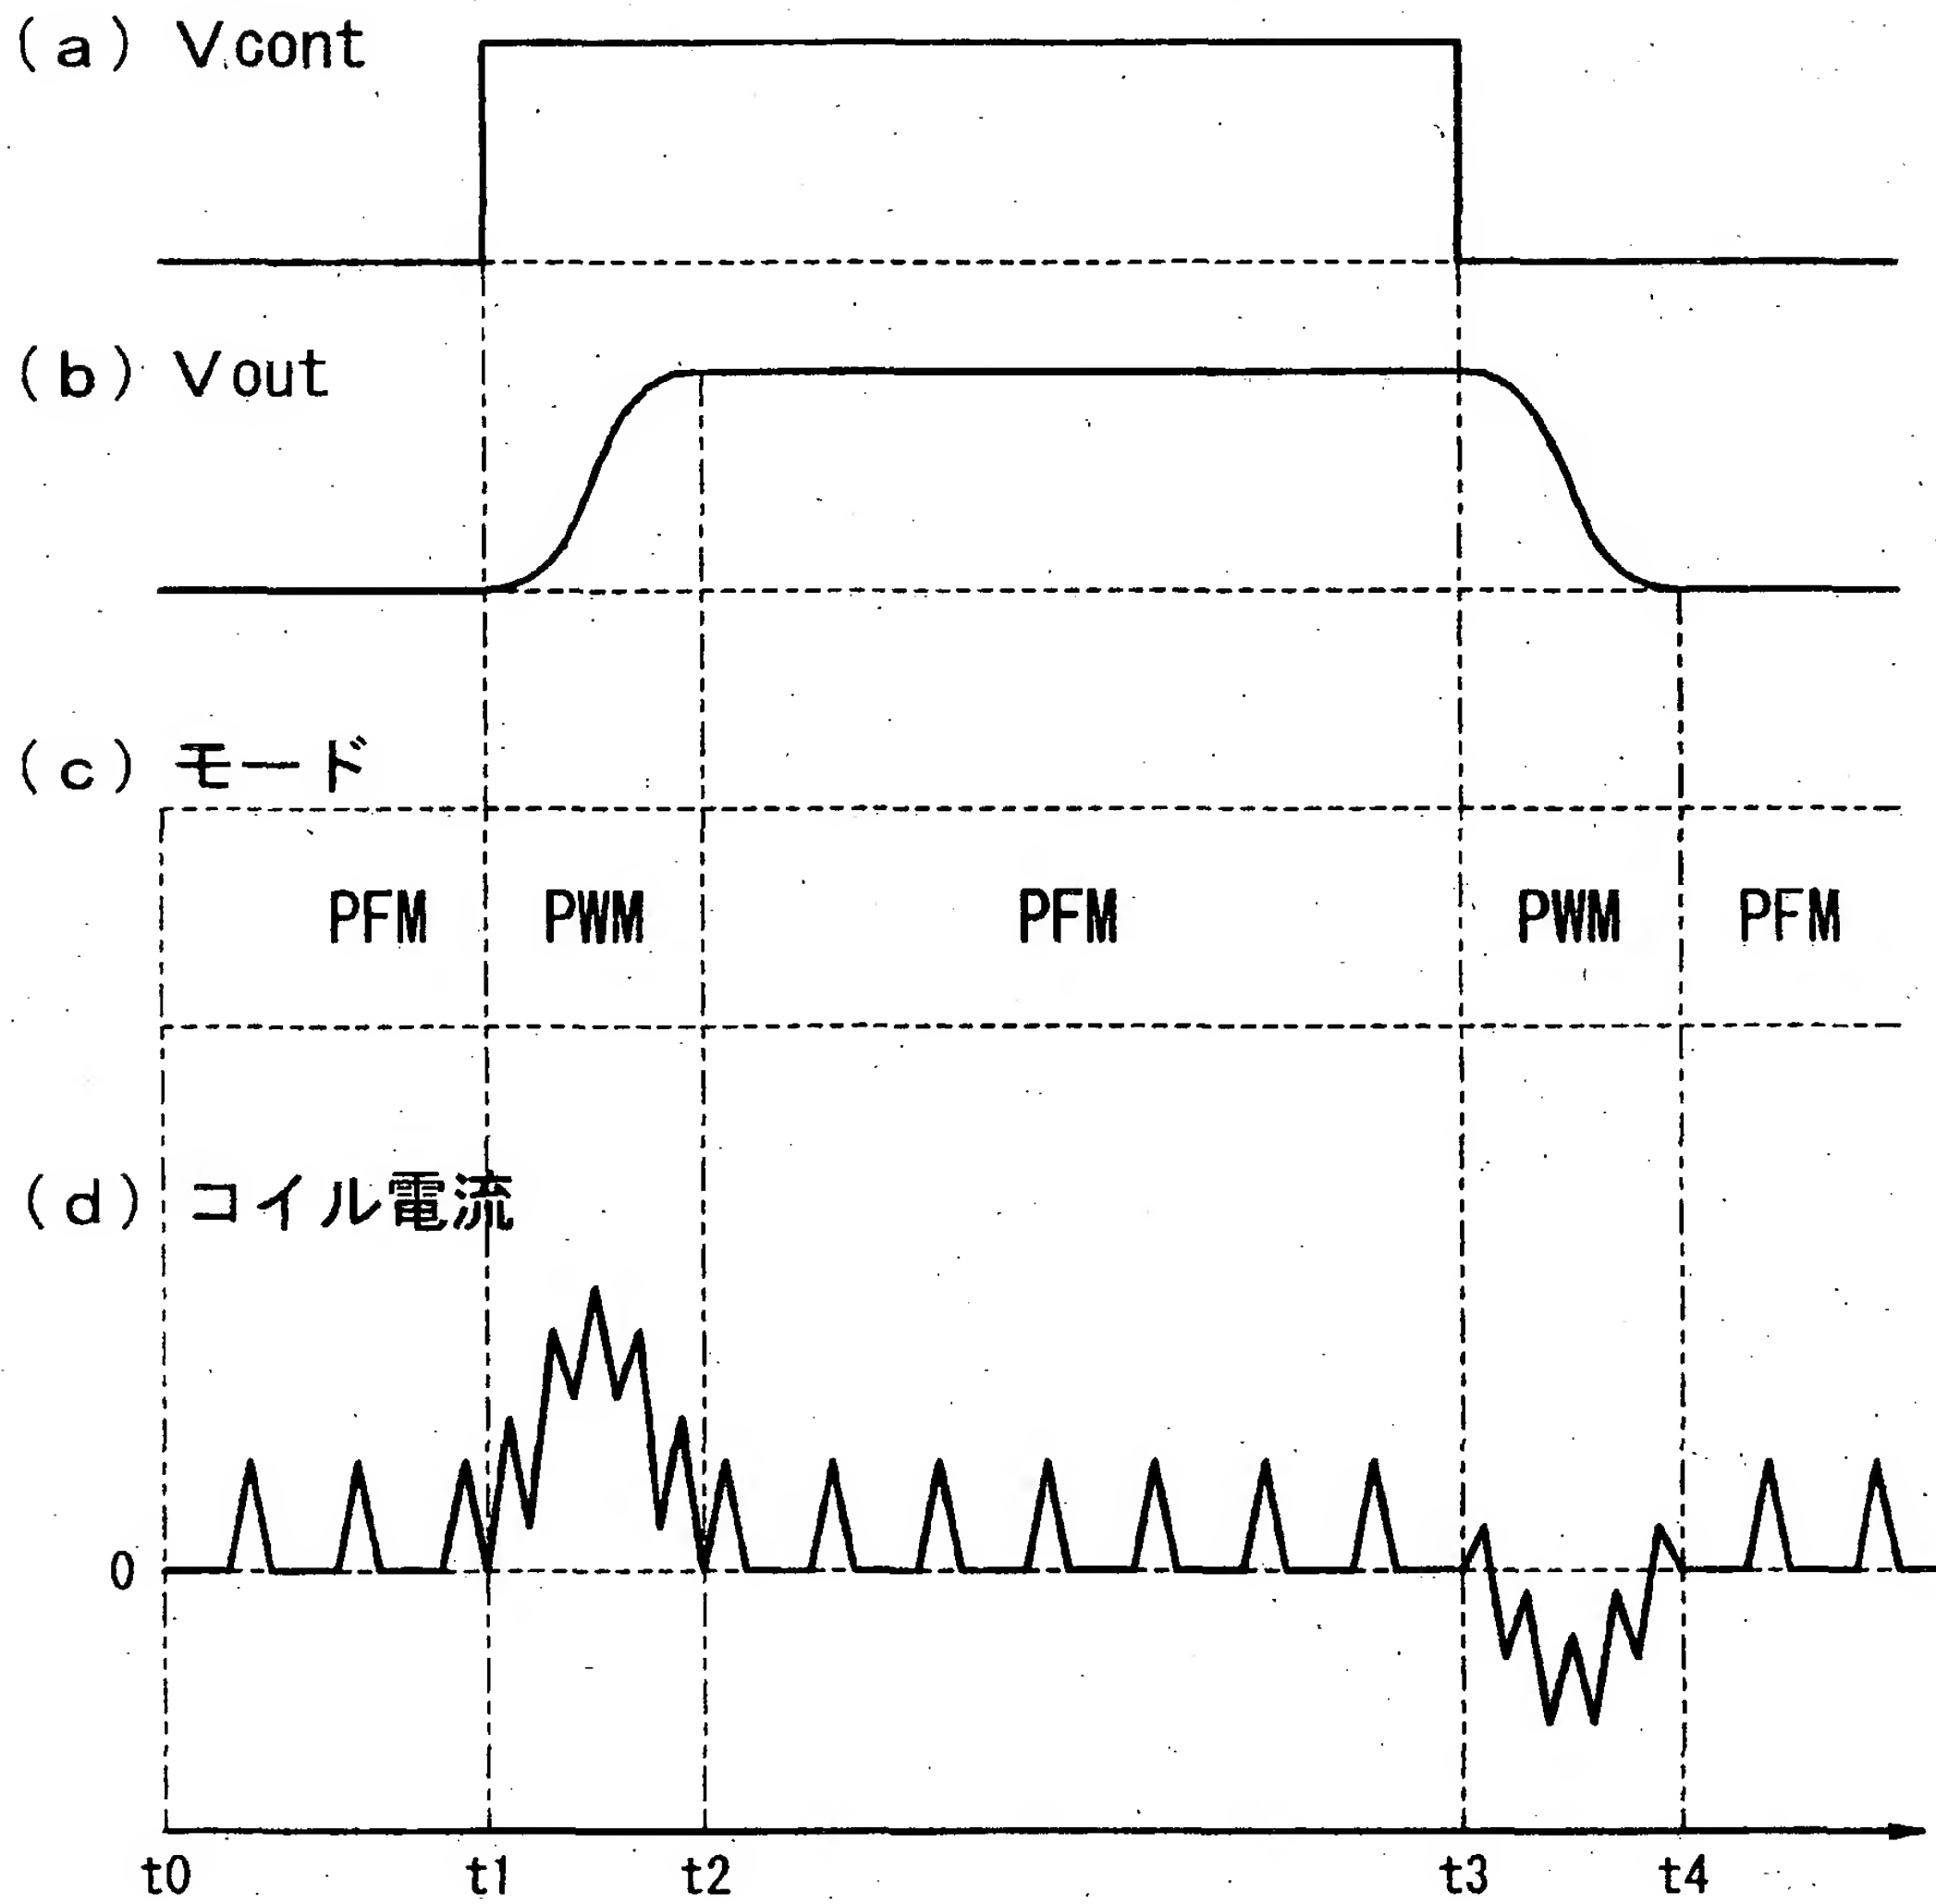 (a) Vcont
(b) Vout
(c) モード
PFM PWM PFM PWM PFM
(d) コイル電流
0
t0 t1 t2 t3 t4